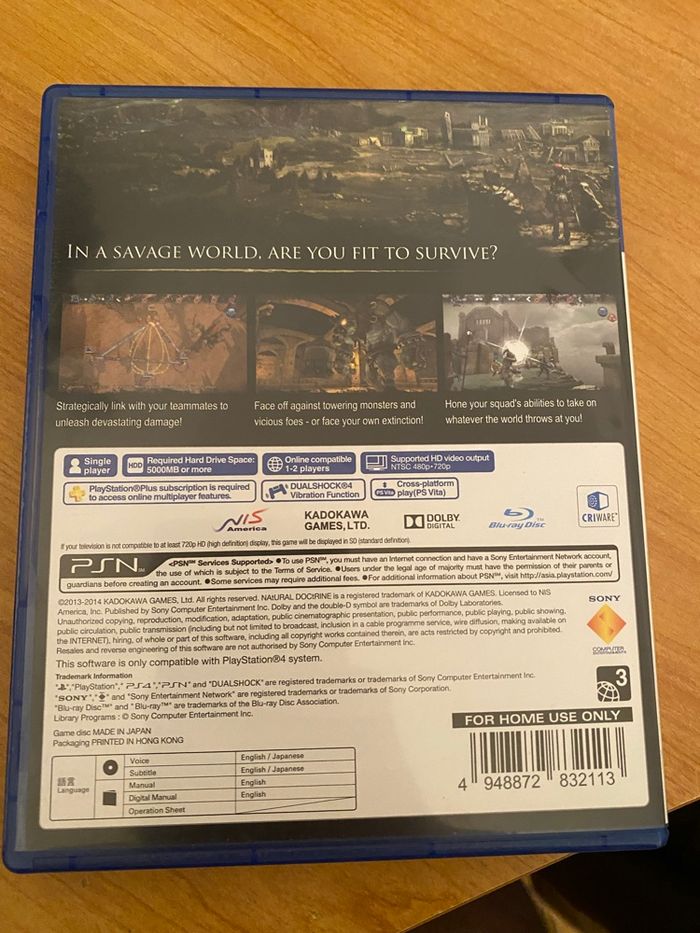 IN A SAVAGE WORLD, ARE YOU FIT TO SURVIVE?
Strategically link with your teammates to
unleash devastating damage!
Face off against towering monsters and
vicious foes - or face your own extinction!
Hone your squad's abilities to take on
whatever the world throws at you!
Single
player
HDD
Required Hard Drive Space:
5000MB or more
Online compatible
1-2 players
Supported HD video output
NTSC 480p•720p
PlayStation®Plus subscription is required
to access online multiplayer features.
DUALSHOCK®4
Vibration Function
PS Vita
Cross-platform
play(PS Vita)
NIS
America
KADOKAWA
GAMES, LTD.
DOLBY
DIGITAL
Blu-ray Disc™
CRIWARE™
If your television is not compatible to at least 720p HD (high definition) display, this game will be displayed in SD (standard definition).
PSN
<PSN℠ Services Supported> ●To use PSN℠, you must have an Internet connection and have a Sony Entertainment Network account,
the use of which is subject to the Terms of Service. ●Users under the legal age of majority must have the permission of their parents or
guardians before creating an account. ●Some services may require additional fees. ●For additional information about PSN℠, visit http://asia.playstation.com/
©2013-2014 KADOKAWA GAMES, Ltd. All rights reserved. NAtURAL DOCtRINE is a registered trademark of KADOKAWA GAMES. Licensed to NIS
America, Inc. Published by Sony Computer Entertainment Inc. Dolby and the double-D symbol are trademarks of Dolby Laboratories.
Unauthorized copying, reproduction, modification, adaptation, public cinematographic presentation, public performance, public playing, public showing,
public circulation, public transmission (including but not limited to broadcast, inclusion in a cable programme service, wire diffusion, making available on
the INTERNET), hiring, of whole or part of this software, including all copyright works contained therein, are acts restricted by copyright and prohibited.
Resales and reverse engineering of this software are not authorised by Sony Computer Entertainment Inc.
This software is only compatible with PlayStation®4 system.
SONY
COMPUTER
ENTERTAINMENT
Trademark Information
"PlayStation", "PS4", "PSN" and "DUALSHOCK" are registered trademarks or trademarks of Sony Computer Entertainment Inc.
"SONY", and "Sony Entertainment Network" are registered trademarks or trademarks of Sony Corporation.
"Blu-ray Disc™" and "Blu-ray™" are trademarks of the Blu-ray Disc Association.
Library Programs : © Sony Computer Entertainment Inc.
3
Game disc MADE IN JAPAN
Packaging PRINTED IN HONG KONG
FOR HOME USE ONLY
語言
Language
Voice English / Japanese
Subtitle English / Japanese
Manual English
Digital Manual English
Operation Sheet
4 948872 832113